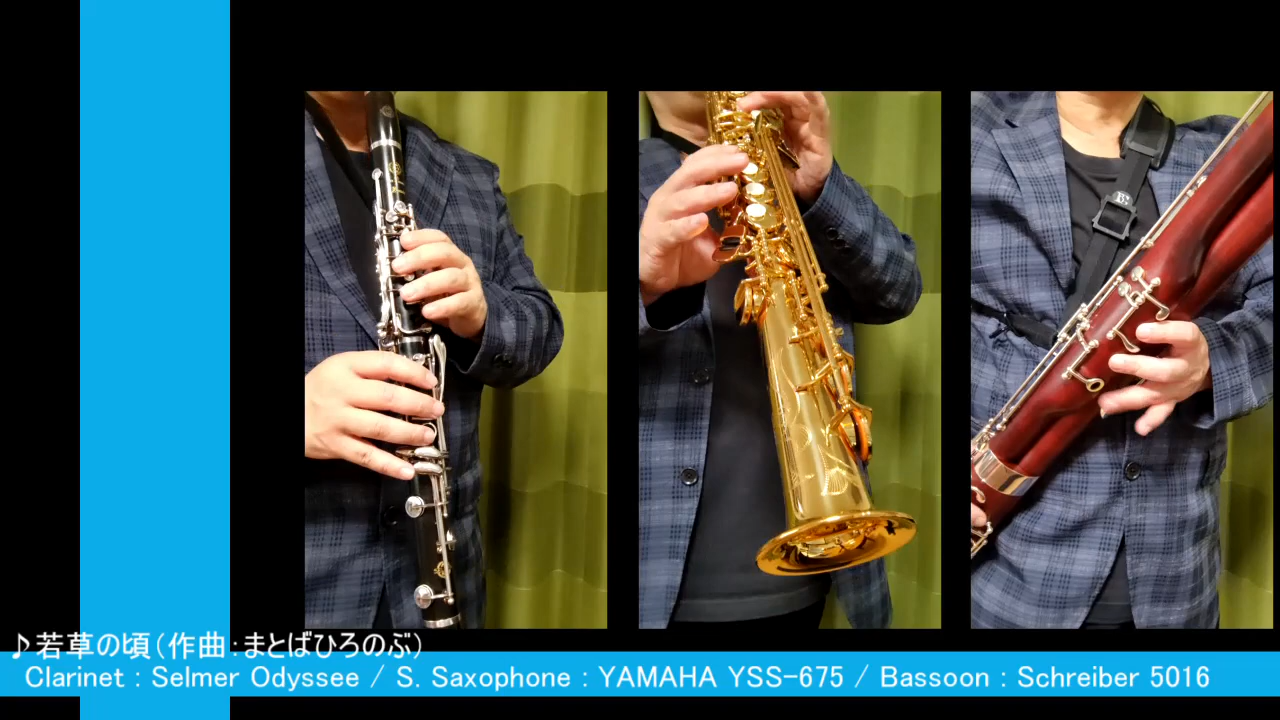 ♪若草の頃（作曲：まとばひろのぶ）
Clarinet : Selmer Odyssee / S. Saxophone : YAMAHA YSS-675 / Bassoon : Schreiber 5016